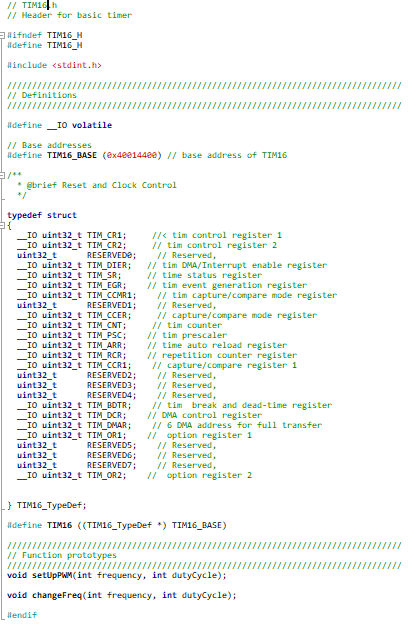 // TIM16.h
// Header for basic timer
#ifndef TIM16_H
#define TIM16_H
#include <stdint.h>
///////////////////////////////////////////////////////////////////////////////
// Definitions
///////////////////////////////////////////////////////////////////////////////
#define __IO volatile
// Base addresses
#define TIM16_BASE (0x40014400) // base address of TIM16
/**
  * @brief Reset and Clock Control
  */
typedef struct
{
  __IO uint32_t TIM_CR1;     //< tim control register 1
  __IO uint32_t TIM_CR2;     // tim control register 2
  uint32_t      RESERVED0;    // Reserved,
  __IO uint32_t TIM_DIER;   // tim DMA/Interrupt enable register
  __IO uint32_t TIM_SR;     // time status register
  __IO uint32_t TIM_EGR;    // tim event generation register
  __IO uint32_t TIM_CCMR1;    // tim capture/compare mode register
  uint32_t      RESERVED1;    // Reserved,
  __IO uint32_t TIM_CCER;     // capture/compare mode register
  __IO uint32_t TIM_CNT;     // tim counter
  __IO uint32_t TIM_PSC;    // tim prescaler
  __IO uint32_t TIM_ARR;    // time auto reload register
  __IO uint32_t TIM_RCR;    // repetition counter register
  __IO uint32_t TIM_CCR1;    // capture/compare register 1
  uint32_t      RESERVED2;    // Reserved,
  uint32_t      RESERVED3;    // Reserved,
  uint32_t      RESERVED4;    // Reserved,
  __IO uint32_t TIM_BDTR;    // tim  break and dead-time register
  __IO uint32_t TIM_DCR;    // DMA control register
  __IO uint32_t TIM_DMAR;    // 6 DMA address for full transfer
  __IO uint32_t TIM_OR1;    //  option register 1
  uint32_t      RESERVED5;    // Reserved,
  uint32_t      RESERVED6;    // Reserved,
  uint32_t      RESERVED7;    // Reserved,
  __IO uint32_t TIM_OR2;    //  option register 2
} TIM16_TypeDef;
#define TIM16 ((TIM16_TypeDef *) TIM16_BASE)
///////////////////////////////////////////////////////////////////////////////
// Function prototypes
///////////////////////////////////////////////////////////////////////////////
void setUpPWM(int frequency, int dutyCycle);
void changeFreq(int frequency, int dutyCycle);
#endif